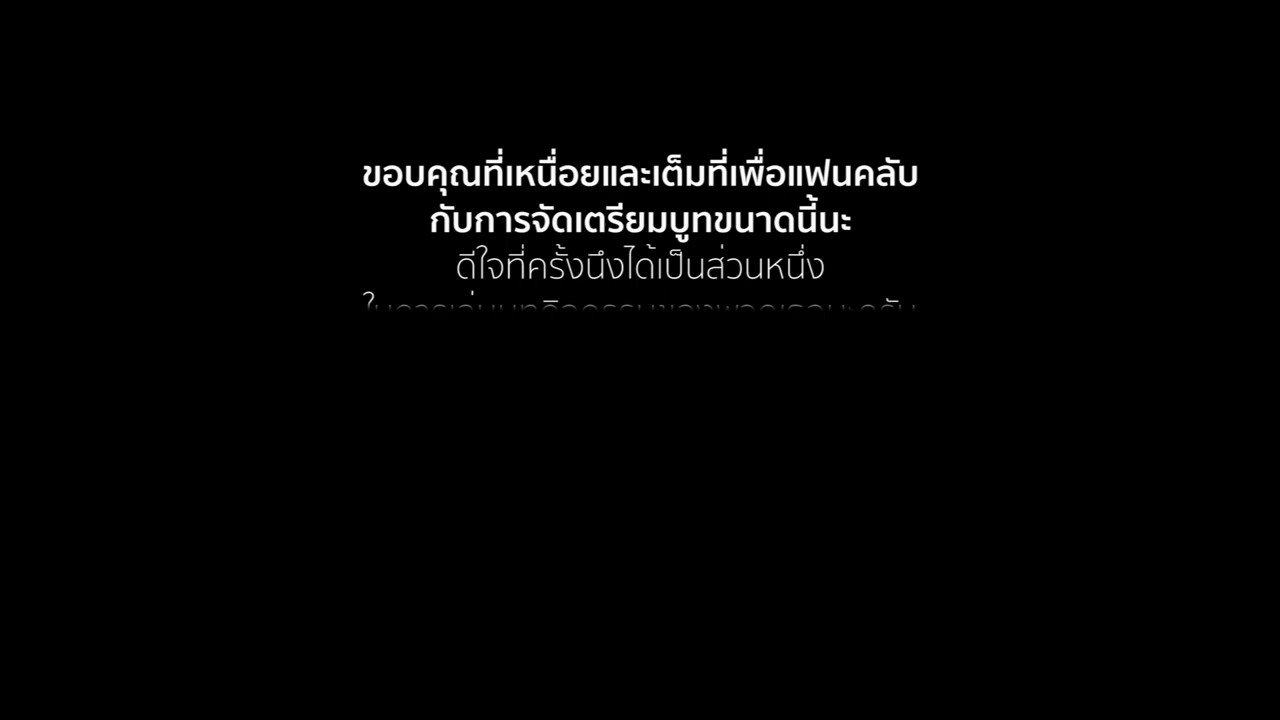 ขอบคุณที่เหนื่อยและเต็มที่เพื่อแฟนคลับ
กับการจัดเตรียมบูทขนาดนี้นะ
ดีใจที่ครั้งนึงได้เป็นส่วนหนึ่ง